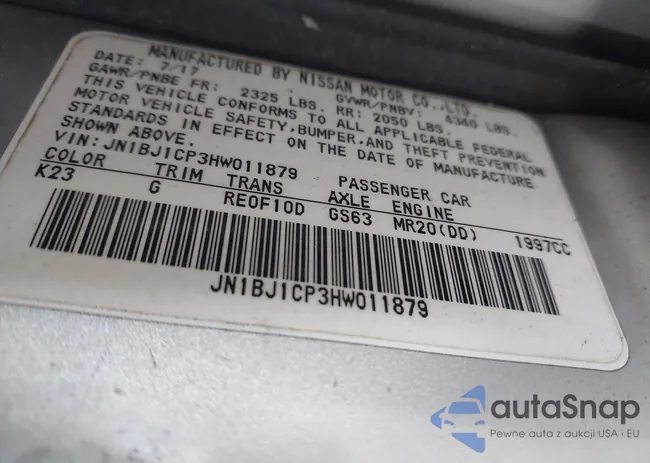 MANUFACTURED BY NISSAN MOTOR CO.,LTD.
DATE: 7/17 GVWR/PNBV: 4340 LBS.
GAWR/PNBE FR: 2325 LBS. RR: 2050 LBS.
THIS VEHICLE CONFORMS TO ALL APPLICABLE FEDERAL
MOTOR VEHICLE SAFETY,BUMPER,AND THEFT PREVENTION
STANDARDS IN EFFECT ON THE DATE OF MANUFACTURE
SHOWN ABOVE.
VIN: JN1BJ1CP3HW011879 PASSENGER CAR
COLOR TRIM TRANS AXLE ENGINE
K23 G RE0F10D GS63 MR20(DD) 1997CC
JN1BJ1CP3HW011879
autaSnap
Pewne auta z aukcji USA i EU